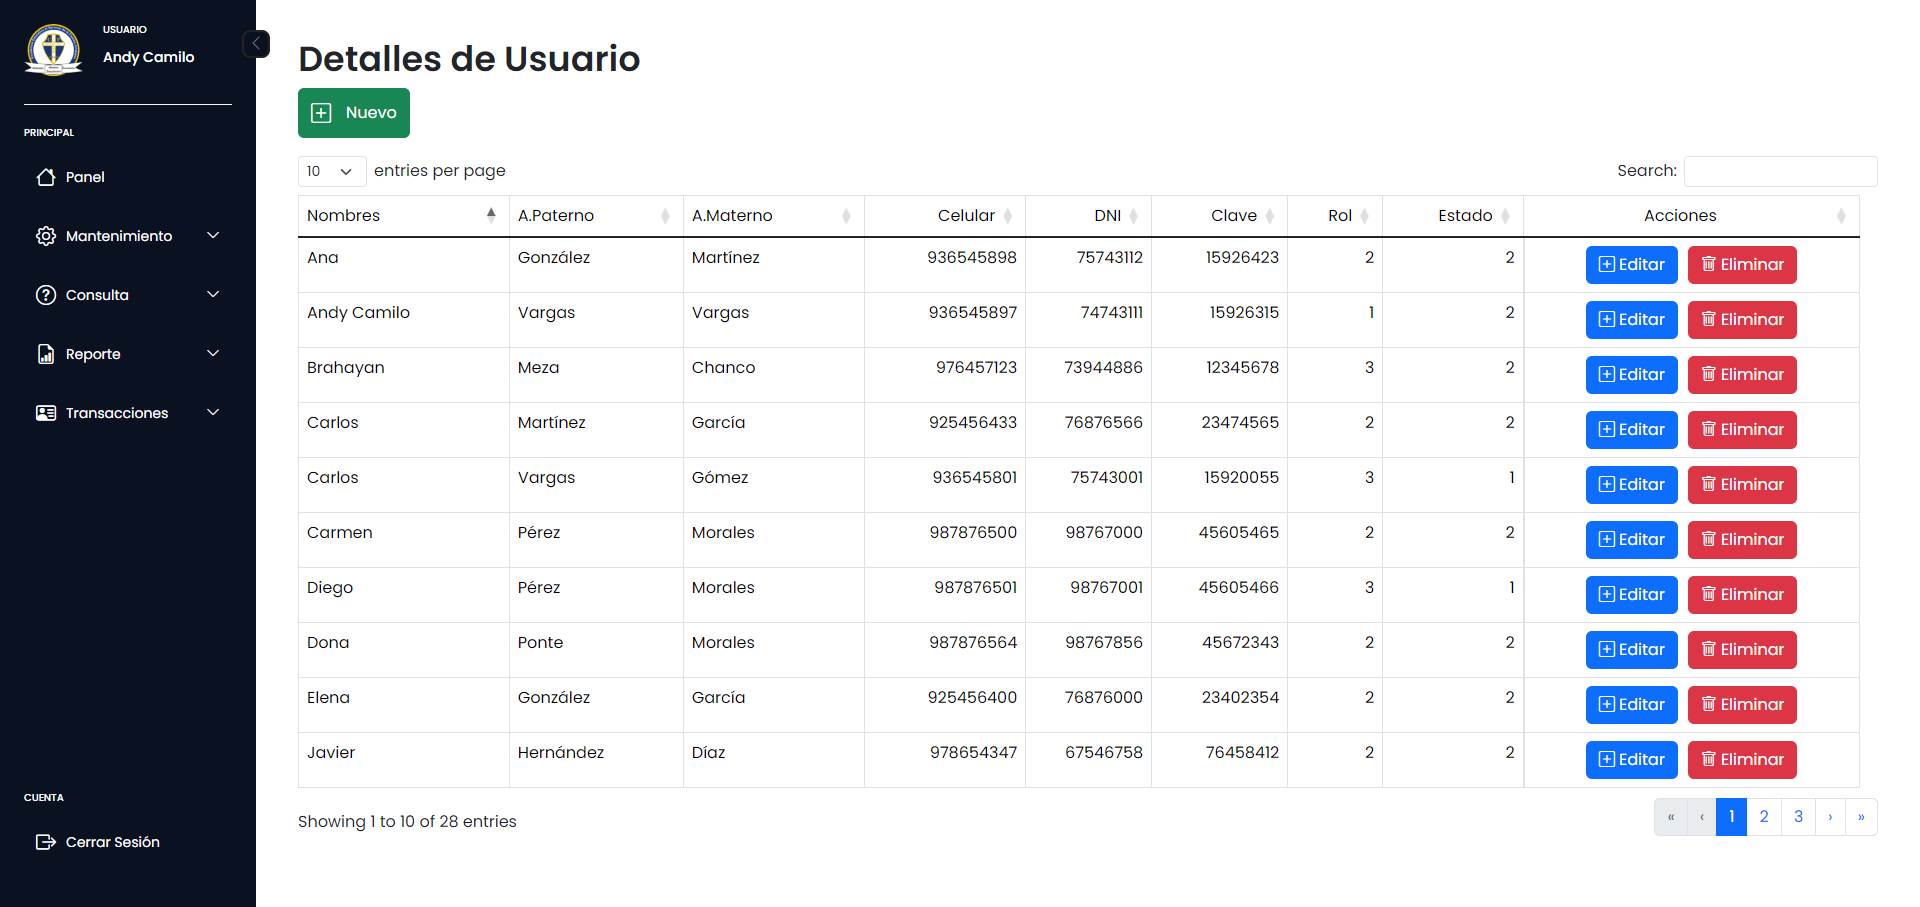 USUARIO
Andy Camilo
PRINCIPAL
Panel
Mantenimiento
Consulta
Reporte
Transacciones
CUENTA
Cerrar Sesión
Detalles de Usuario
Nuevo
10 entries per page Search:
Nombres A.Paterno A.Materno Celular DNI Clave Rol Estado Acciones
Ana González Martínez 936545898 75743112 15926423 2 2 Editar Eliminar
Andy Camilo Vargas Vargas 936545897 74743111 15926315 1 2 Editar Eliminar
Brahayan Meza Chanco 976457123 73944886 12345678 3 2 Editar Eliminar
Carlos Martínez García 925456433 76876566 23474565 2 2 Editar Eliminar
Carlos Vargas Gómez 936545801 75743001 15920055 3 1 Editar Eliminar
Carmen Pérez Morales 987876500 98767000 45605465 2 2 Editar Eliminar
Diego Pérez Morales 987876501 98767001 45605466 3 1 Editar Eliminar
Dona Ponte Morales 987876564 98767856 45672343 2 2 Editar Eliminar
Elena González García 925456400 76876000 23402354 2 2 Editar Eliminar
Javier Hernández Díaz 978654347 67546758 76458412 2 2 Editar Eliminar
Showing 1 to 10 of 28 entries « ‹ 1 2 3 › »